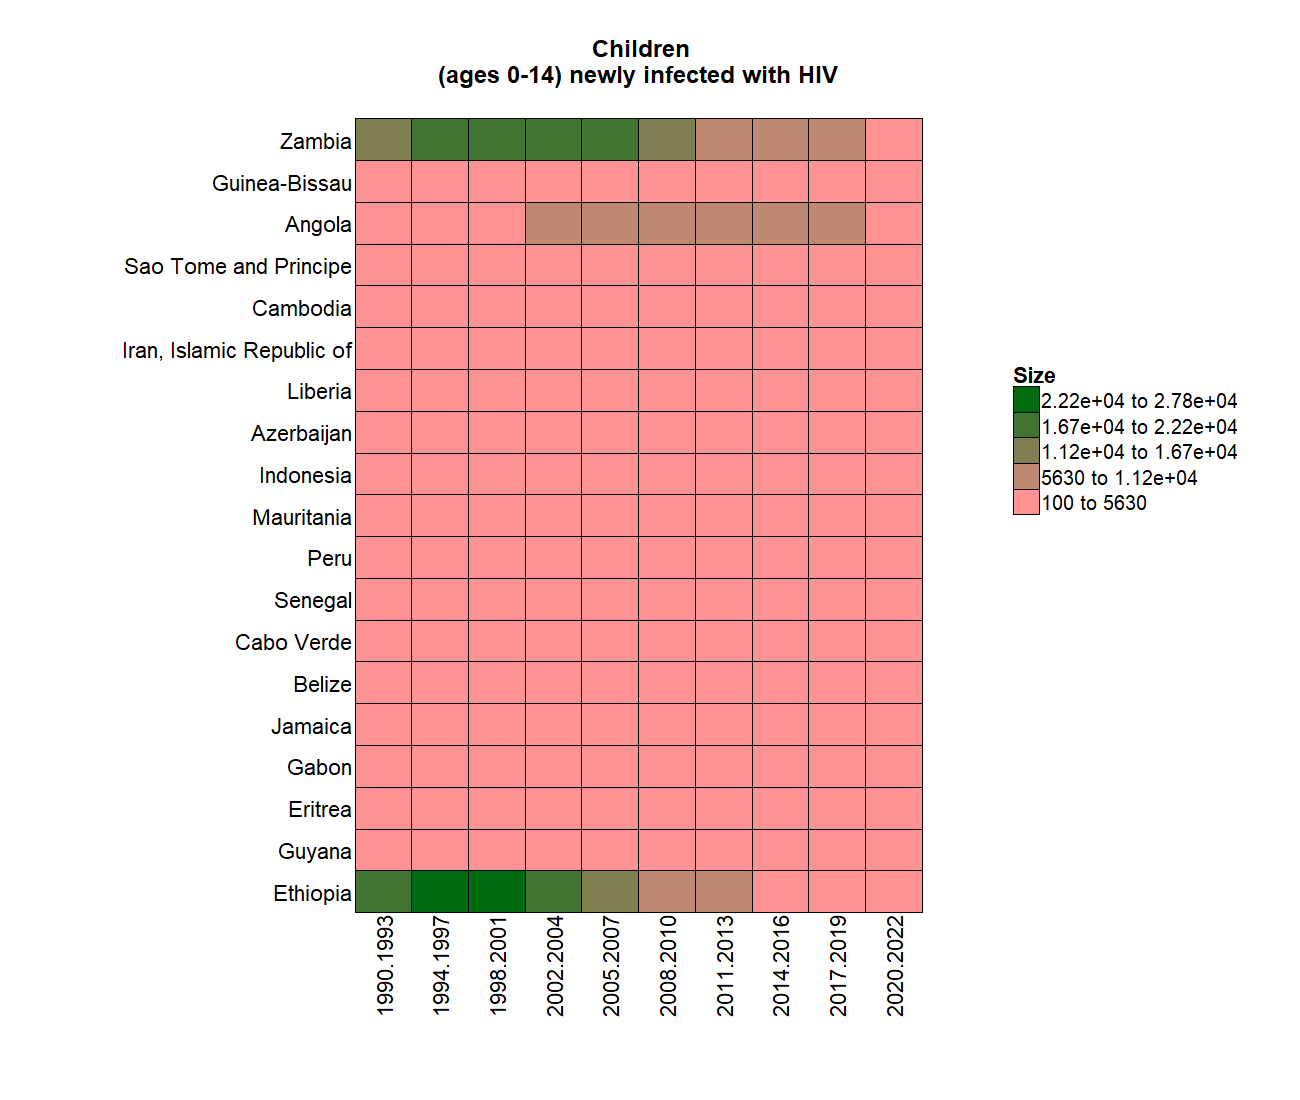 Children
(ages 0-14) newly infected with HIV
Zambia
Guinea-Bissau
Angola
Sao Tome and Principe
Cambodia
Iran, Islamic Republic of
Liberia
Azerbaijan
Indonesia
Mauritania
Peru
Senegal
Cabo Verde
Belize
Jamaica
Gabon
Eritrea
Guyana
Ethiopia
1990.1993
1994.1997
1998.2001
2002.2004
2005.2007
2008.2010
2011.2013
2014.2016
2017.2019
2020.2022
Size
2.22e+04 to 2.78e+04
1.67e+04 to 2.22e+04
1.12e+04 to 1.67e+04
5630 to 1.12e+04
100 to 5630